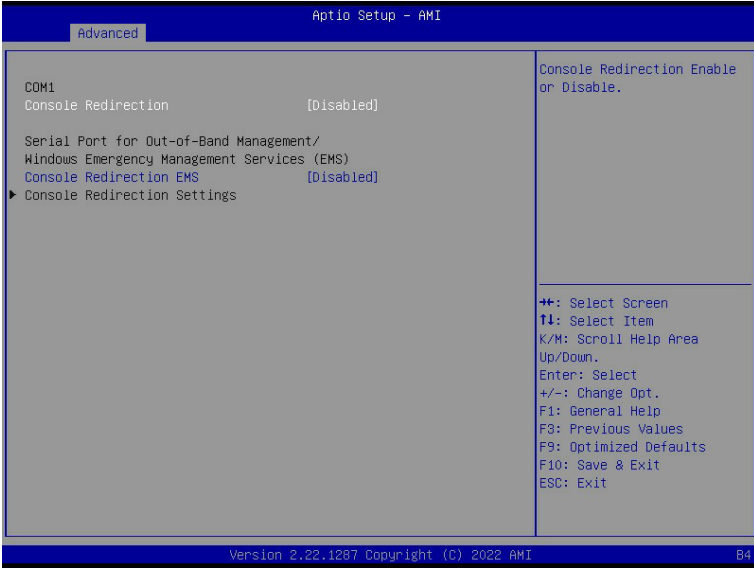 Aptio Setup – AMI
Advanced
COM1
Console Redirection [Disabled]
Serial Port for Out-of-Band Management/
Windows Emergency Management Services (EMS)
Console Redirection EMS [Disabled]
▶ Console Redirection Settings
Console Redirection Enable
or Disable.
→←: Select Screen
↑↓: Select Item
K/M: Scroll Help Area
Up/Down.
Enter: Select
+/-: Change Opt.
F1: General Help
F3: Previous Values
F9: Optimized Defaults
F10: Save & Exit
ESC: Exit
Version 2.22.1287 Copyright (C) 2022 AMI
B4